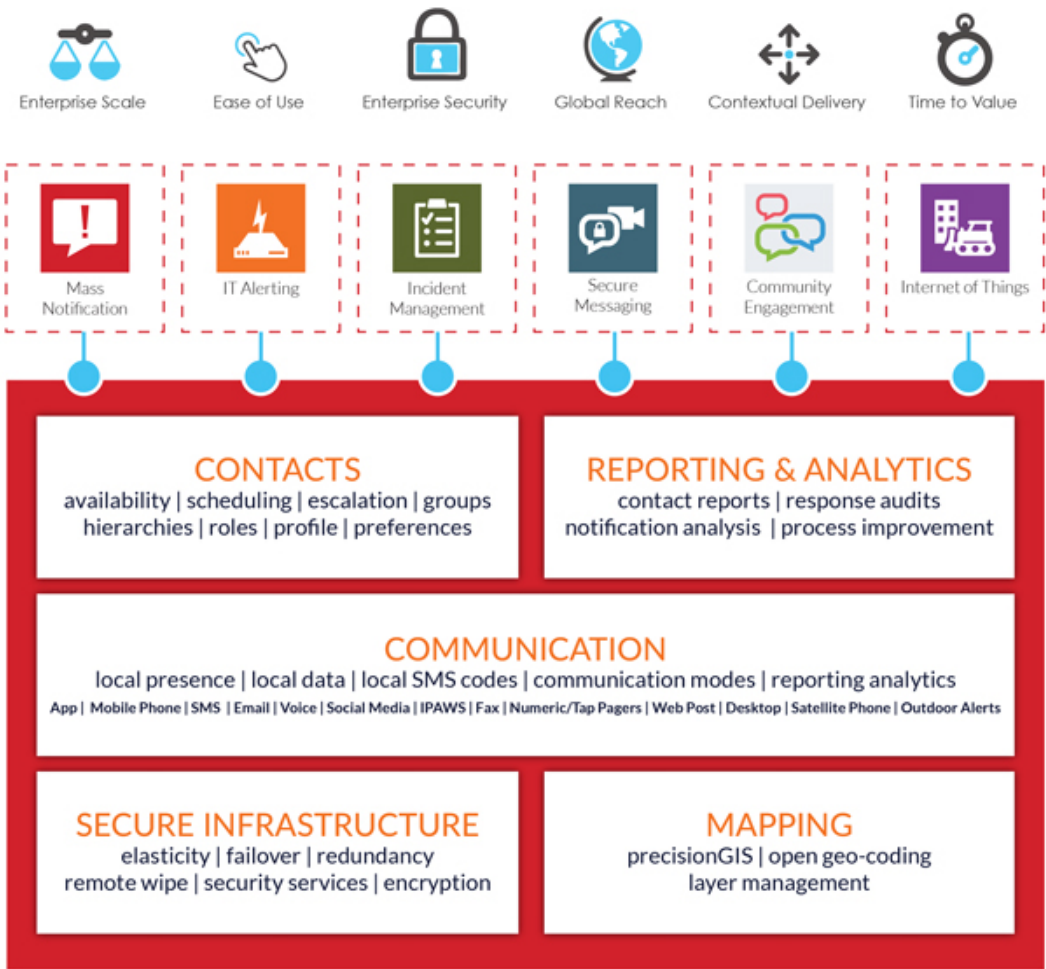 Enterprise Scale
Ease of Use
Enterprise Security
Global Reach
Contextual Delivery
Time to Value
Mass
Notification
IT Alerting
Incident
Management
Secure
Messaging
Community
Engagement
Internet of Things
CONTACTS
availability | scheduling | escalation | groups
hierarchies | roles | profile | preferences
REPORTING & ANALYTICS
contact reports | response audits
notification analysis | process improvement
COMMUNICATION
local presence | local data | local SMS codes | communication modes | reporting analytics
App | Mobile Phone | SMS | Email | Voice | Social Media | IPAWS | Fax | Numeric/Tap Pagers | Web Post | Desktop | Satellite Phone | Outdoor Alerts
SECURE INFRASTRUCTURE
elasticity | failover | redundancy
remote wipe | security services | encryption
MAPPING
precisionGIS | open geo-coding
layer management